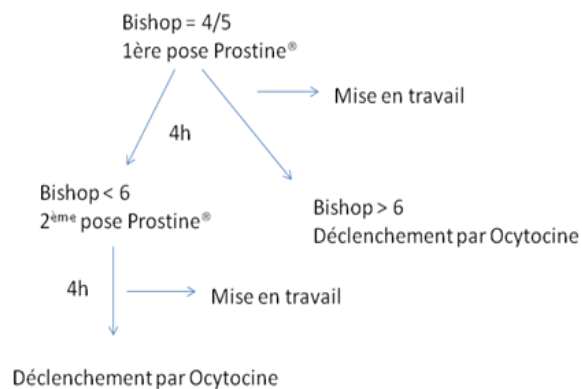 Bishop = 4/5
1ère pose Prostine®
Mise en travail
4h
Bishop < 6
2ème pose Prostine®
Bishop > 6
Déclenchement par Ocytocine
4h
Mise en travail
Déclenchement par Ocytocine